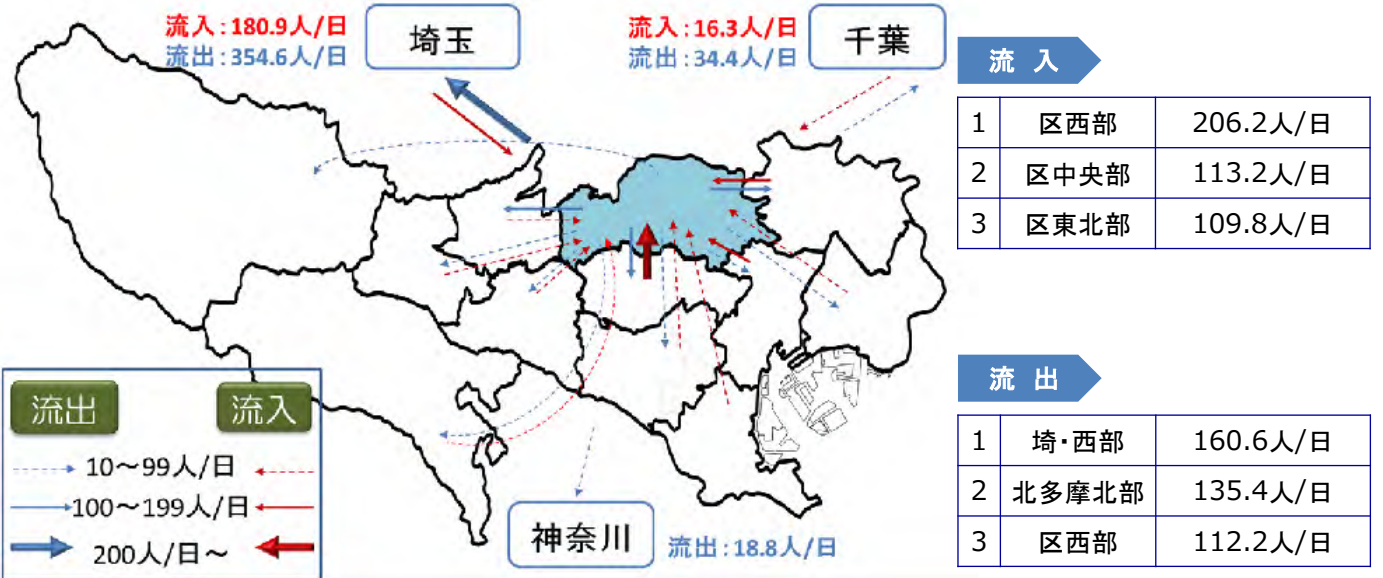 流入:180.9人/日
流出:354.6人/日
埼玉
流入:16.3人/日
流出:34.4人/日
千葉
流 入
1 区西部 206.2人/日
2 区中央部 113.2人/日
3 区東北部 109.8人/日
流 出
1 埼・西部 160.6人/日
2 北多摩北部 135.4人/日
3 区西部 112.2人/日
流出 流入
10~99人/日
100~199人/日
200人/日~
神奈川
流出:18.8人/日